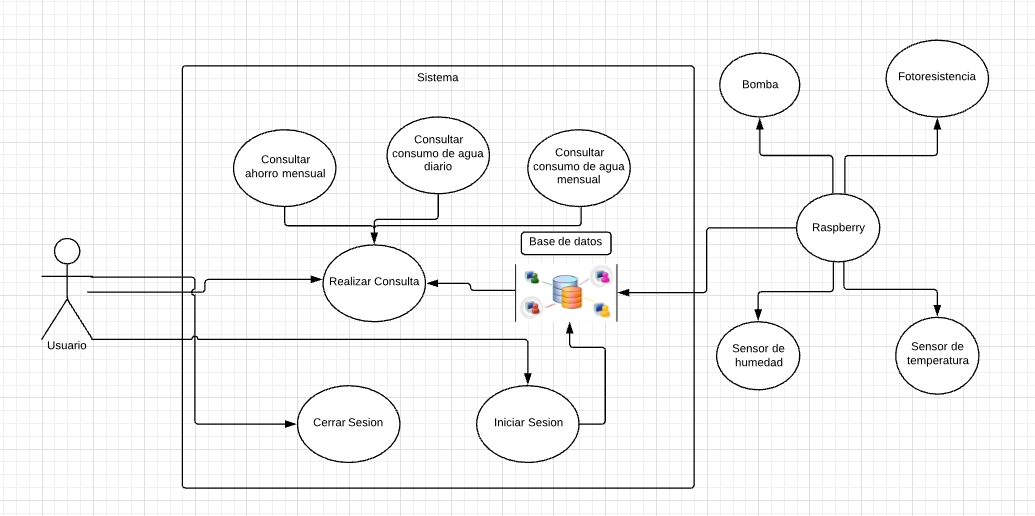 Sistema
Bomba
Fotoresistencia
Consultar
ahorro mensual
Consultar
consumo de agua
diario
Consultar
consumo de agua
mensual
Raspberry
Base de datos
Realizar Consulta
Usuario
Sensor de
humedad
Sensor de
temperatura
Cerrar Sesion
Iniciar Sesion